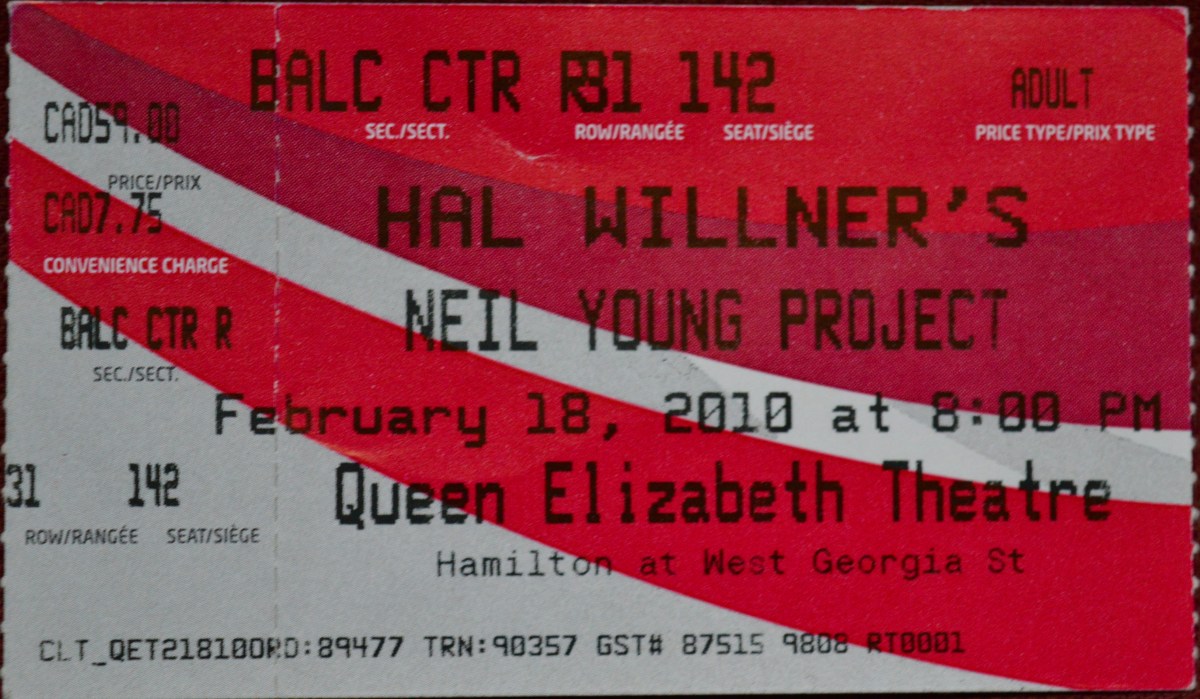 BALC CTR R31 142
SEC./SECT. ROW/RANGÉE SEAT/SIÈGE
ADULT
PRICE TYPE/PRIX TYPE
CAD59.00
PRICE/PRIX
CAD7.75
CONVENIENCE CHARGE
BALC CTR R
SEC./SECT.
31 142
ROW/RANGÉE SEAT/SIÈGE
HAL WILLNER'S
NEIL YOUNG PROJECT
February 18, 2010 at 8:00 PM
Queen Elizabeth Theatre
Hamilton at West Georgia St
CLT_QET218100RD:89477 TRN:90357 GST# 87515 9808 RT0001